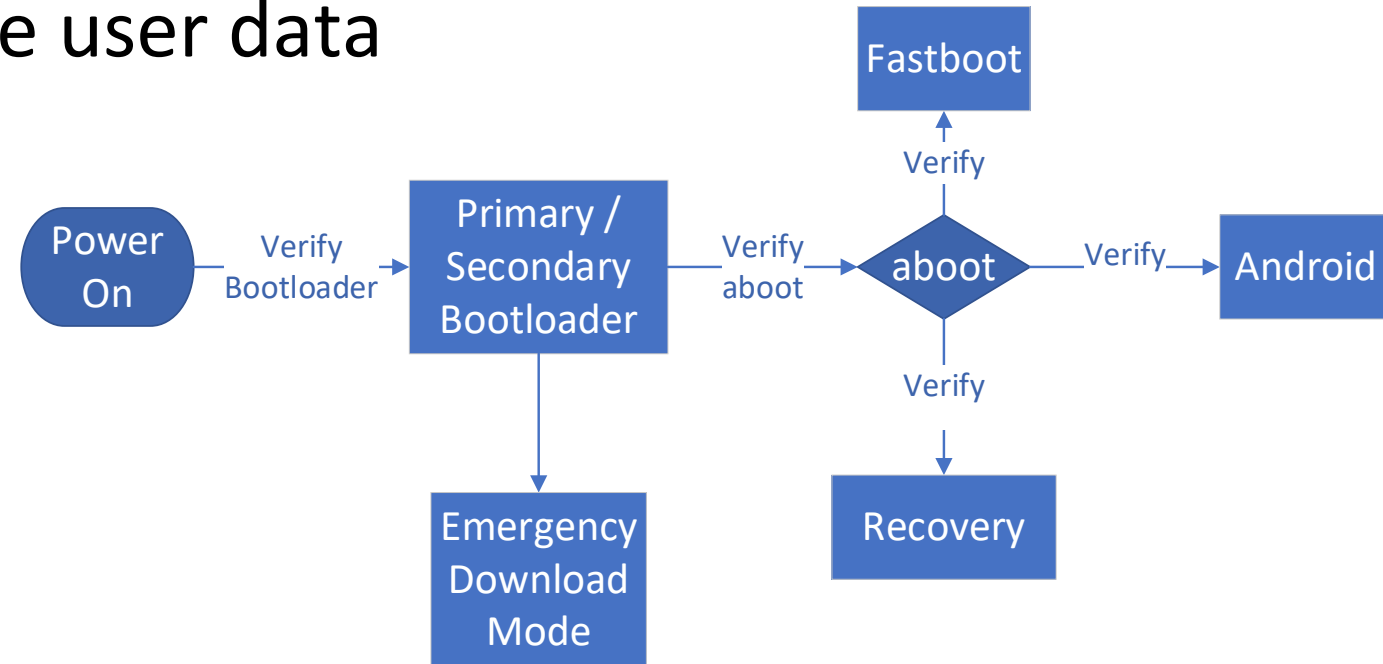 e user data
Fastboot
Verify
Power
On
Verify
Bootloader
Primary /
Secondary
Bootloader
Verify
aboot
aboot
Verify
Android
Verify
Recovery
Emergency
Download
Mode